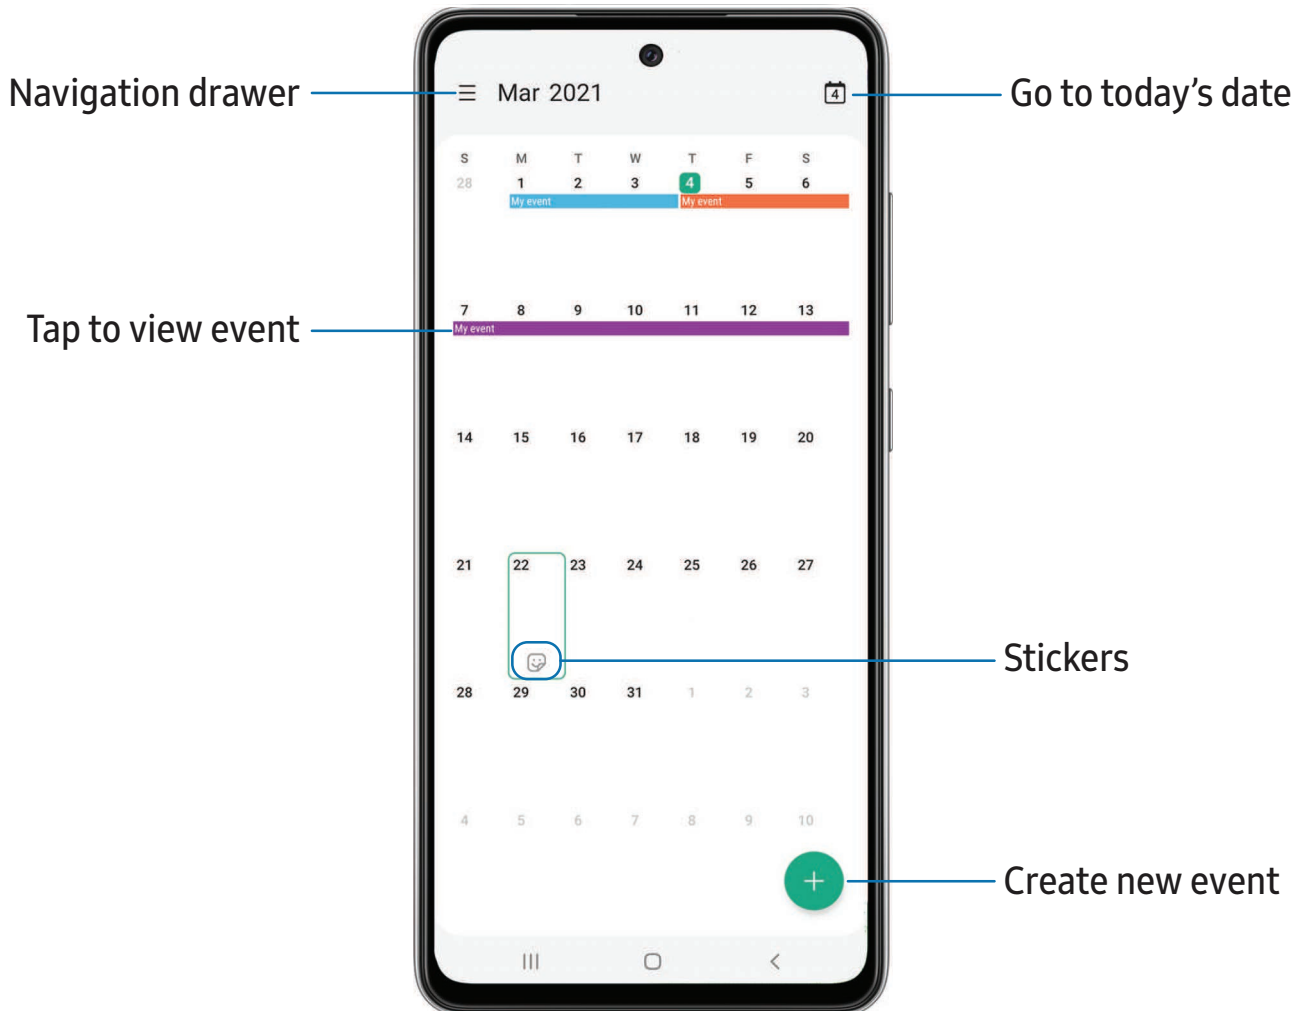 Navigation drawer
Mar 2021
4
Go to today's date
S M T W T F S
28 1 2 3 4 5 6
My event My event
7 8 9 10 11 12 13
Tap to view event
My event
14 15 16 17 18 19 20
21 22 23 24 25 26 27
Stickers
28 29 30 31 1 2 3
4 5 6 7 8 9 10
Create new event